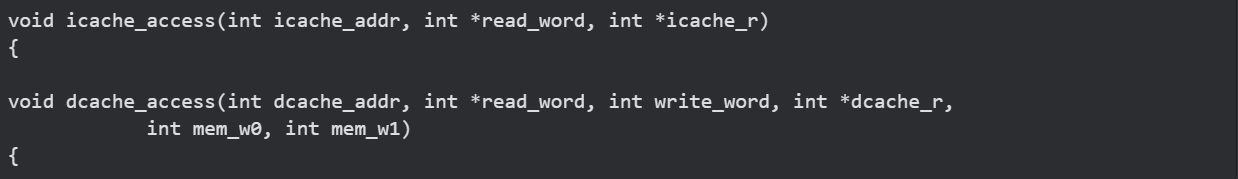 void icache_access(int icache_addr, int *read_word, int *icache_r)
{
void dcache_access(int dcache_addr, int *read_word, int write_word, int *dcache_r,
int mem_w0, int mem_w1)
{